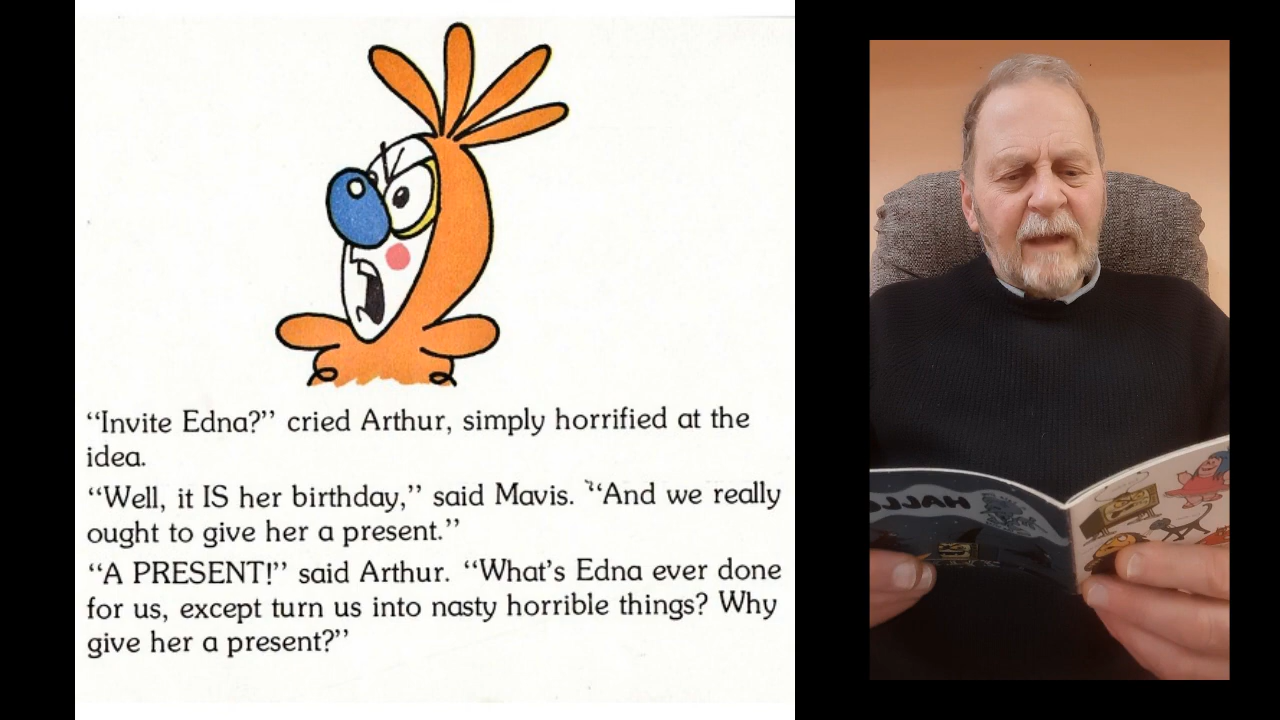 “Invite Edna?” cried Arthur, simply horrified at the
idea.
“Well, it IS her birthday,” said Mavis. “And we really
ought to give her a present.”
“A PRESENT!” said Arthur. “What’s Edna ever done
for us, except turn us into nasty horrible things? Why
give her a present?”